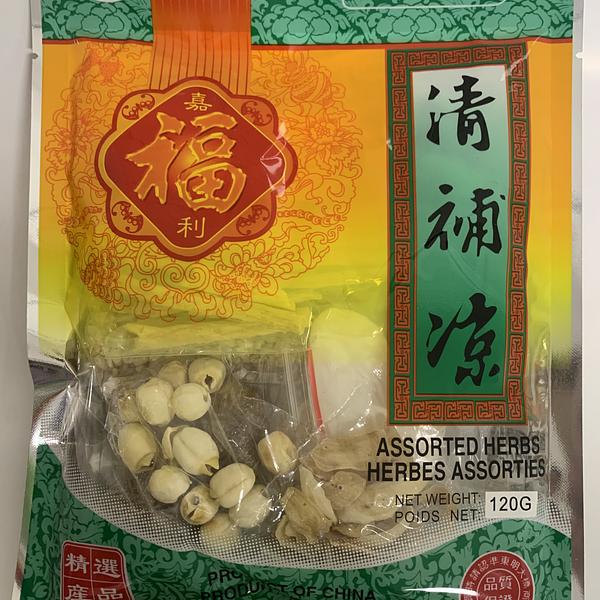 嘉
福
利
清補涼
ASSORTED HERBS
HERBES ASSORTIES
NET WEIGHT: 120G
POIDS NET:
PRODUCT OF CHINA
精選
產品
品質